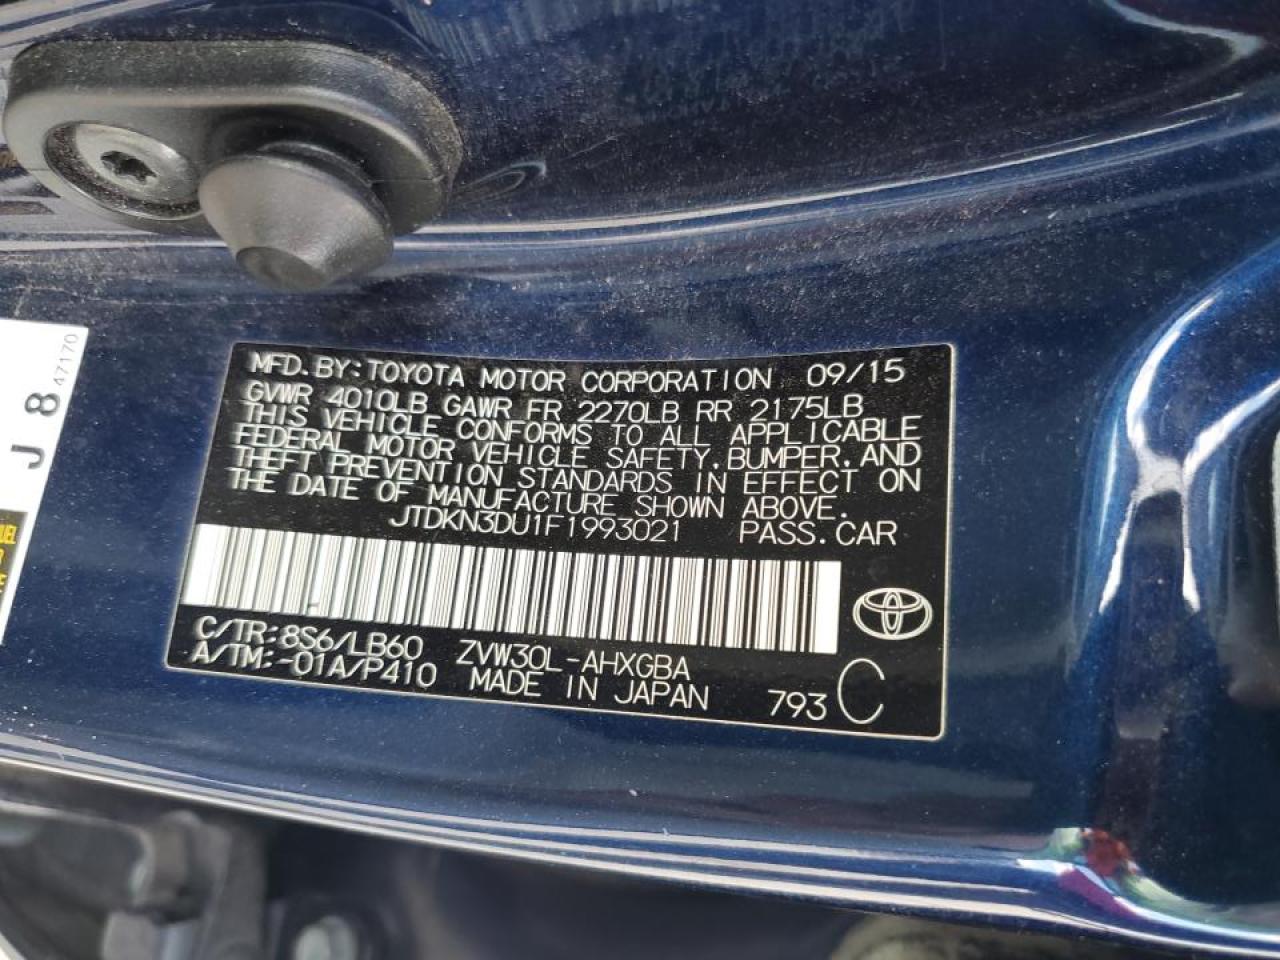 MFD.BY:TOYOTA MOTOR CORPORATION 09/15
GVWR 4010LB GAWR FR 2270LB RR 2175LB
THIS VEHICLE CONFORMS TO ALL APPLICABLE
FEDERAL MOTOR VEHICLE SAFETY,BUMPER,AND
THEFT PREVENTION STANDARDS IN EFFECT ON
THE DATE OF MANUFACTURE SHOWN ABOVE.
JTDKN3DU1F1993021 PASS.CAR
C/TR:8S6/LB60 ZVW30L-AHXGBA
A/TM:-01A/P410 MADE IN JAPAN 793 C
J 8 47170